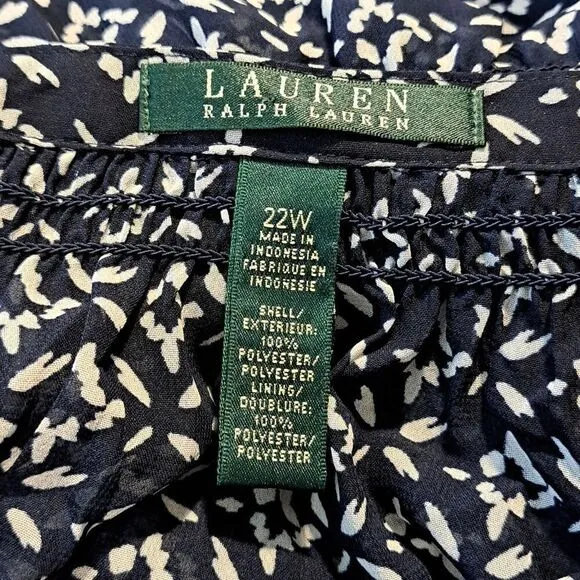 LAUREN
RALPH LAUREN
22W
MADE IN
INDONESIA
FABRIQUE EN
INDONESIE
SHELL/
EXTERIEUR:
100%
POLYESTER/
POLYESTER
LINING/
DOUBLURE:
100%
POLYESTER/
POLYESTER